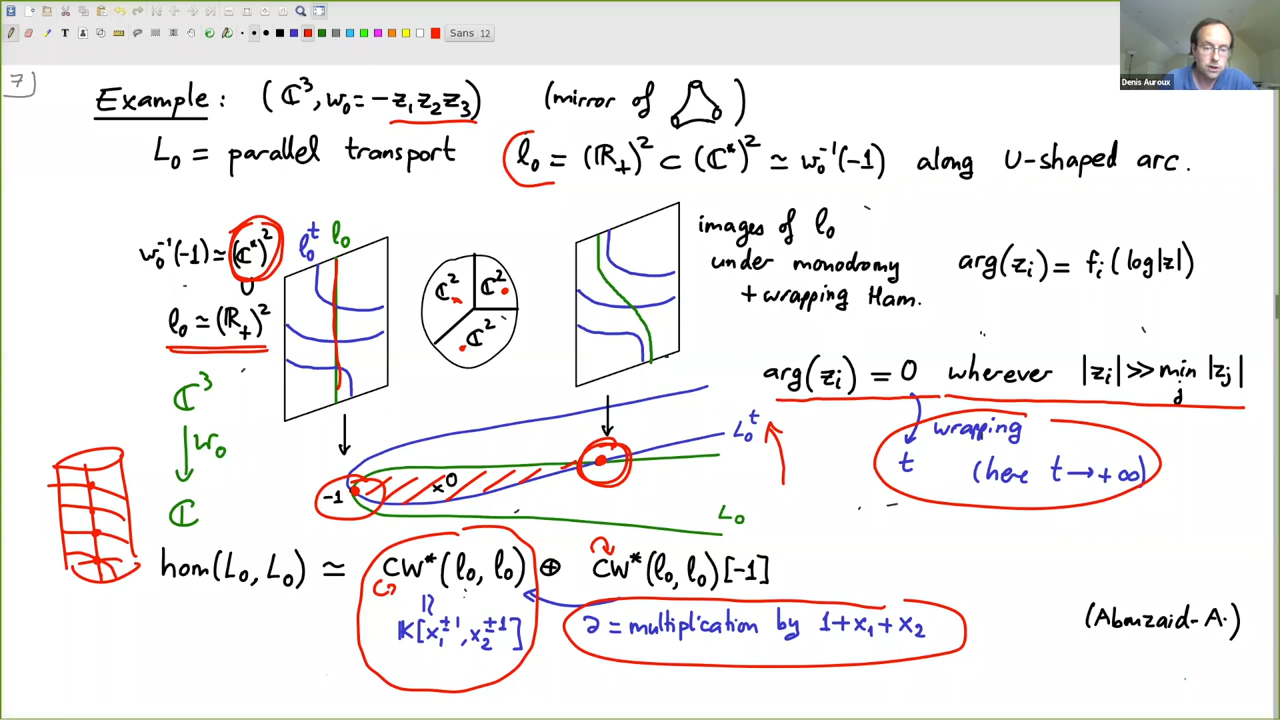 Sans 12
Denis Auroux
7)
Example: (ℂ³, w₀ = −z₁z₂z₃) (mirror of )
L₀ = parallel transport l₀ = (ℝ₊)² ⊂ (ℂ*)² ≃ w₀⁻¹(−1) along U-shaped arc.
w₀⁻¹(−1) ≃ (ℂ*)²
∪
l₀ ≃ (ℝ₊)²
l₀ᵗ l₀
ℂ² ℂ²
ℂ²
images of l₀
under monodromy
+ wrapping Ham.
arg(zᵢ) = fᵢ(log|z|)
arg(zᵢ) = 0 wherever |zᵢ| ≫ min |zⱼ|
j
wrapping
t (here t → +∞)
ℂ³
↓ w₀
ℂ
−1
×0
L₀ᵗ
L₀
hom(L₀, L₀) ≃ CW*(l₀, l₀) ⊕ CW*(l₀, l₀)[−1]
𝕂[x₁^±1, x₂^±1]
∂ = multiplication by 1+x₁+x₂
(Abouzaid-A.)